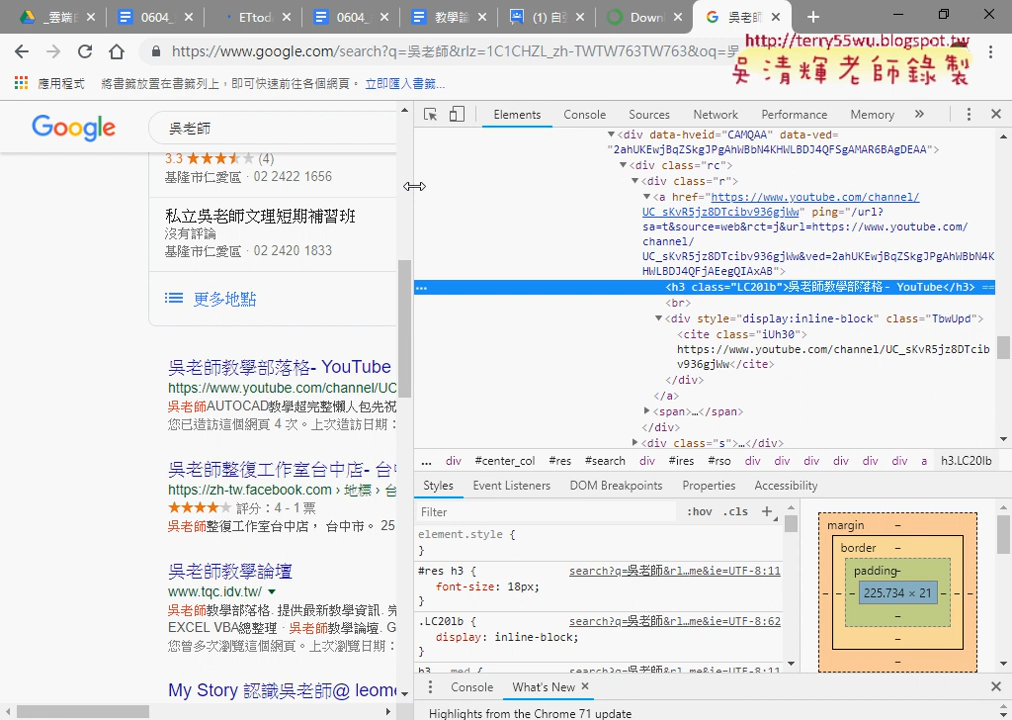 _雲端白
0604_
ETtod
0604_
教學論
(1) 自
Down
吳老師
https://www.google.com/search?q=吳老師&rlz=1C1CHZL_zh-TWTW763TW763&oq=吳
http://terry55wu.blogspot.tw
吳清輝老師錄製
應用程式
將書籤放置在書籤列上，即可快速前往各個網頁。
立即匯入書籤...
Google
吳老師
3.3 (4)
基隆市仁愛區 · 02 2422 1656
私立吳老師文理短期補習班
沒有評論
基隆市仁愛區 · 02 2420 1833
更多地點
吳老師教學部落格- YouTube
https://www.youtube.com/channel/UC
吳老師AUTOCAD教學超完整懶人包先祝
您已造訪這個網頁 4 次。上次造訪日期：
吳老師整復工作室台中店- 台中
https://zh-tw.facebook.com › 地標 › 台
評分：4 - 1 票
吳老師整復工作室台中店， 台中市。 25
吳老師教學論壇
www.tqc.idv.tw/
吳老師教學部落格. 提供最新教學資訊. 完
EXCEL VBA總整理 · 吳老師教學論壇. G
您曾多次瀏覽這個網頁。上次瀏覽日期：
My Story 認識吳老師@ leome
Elements Console Sources Network Performance Memory »
▼<div data-hveid="CAMQAA" data-ved=
"2ahUKEwjBqZSkgJPgAhWBbN4KHWLBDJ4QFSgAMAR6BAgDEAA">
▼<div class="rc">
▼<div class="r">
▼<a href="https://www.youtube.com/channel/
UC_sKvR5jz8DTcibv936gjWw" ping="/url?
sa=t&source=web&rct=j&url=https://www.youtube.com/
channel/
UC_sKvR5jz8DTcibv936gjWw&ved=2ahUKEwjBqZSkgJPgAhWBbN4K
HWLBDJ4QFjAEegQIAxAB">
... <h3 class="LC20lb">吳老師教學部落格- YouTube</h3> ==
<br>
▼<div style="display:inline-block" class="TbwUpd">
<cite class="iUh30">
https://www.youtube.com/channel/UC_sKvR5jz8DTcib
v936gjWw</cite>
</div>
</a>
▶<span>…</span>
</div>
▶<div class="s">…</div>
... div #center_col #res #search div #ires #rso div div div div div a h3.LC20lb
Styles Event Listeners DOM Breakpoints Properties Accessibility
Filter :hov .cls +
element.style {
}
#res h3 { search?q=吳老師&rl…me&ie=UTF-8:11
font-size: 18px;
}
.LC20lb { search?q=吳老師&rl…me&ie=UTF-8:62
display: inline-block;
}
margin –
border –
padding–
225.734 × 21
Console What's New
Highlights from the Chrome 71 update